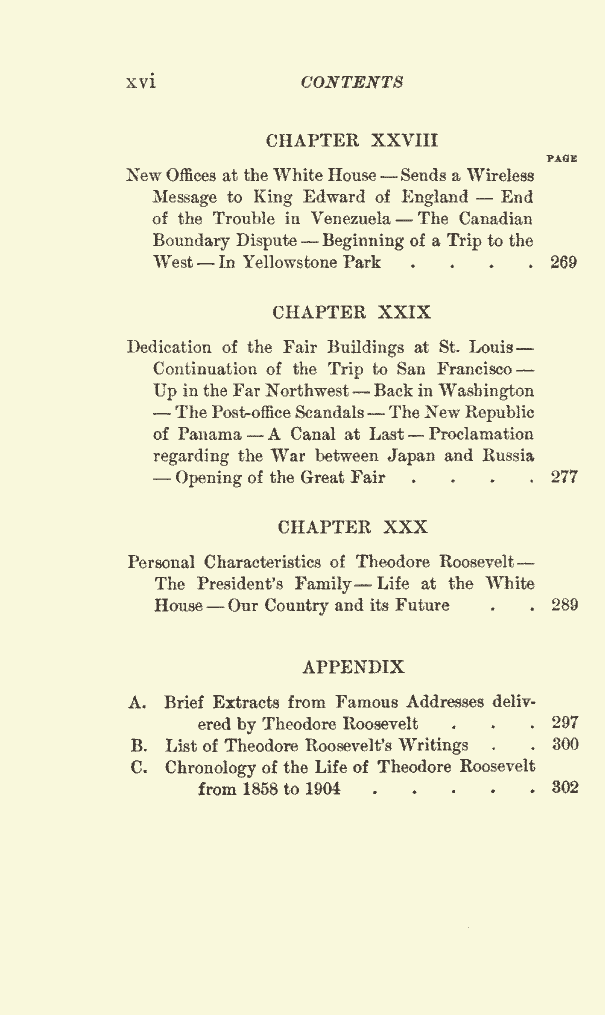 xvi CONTENTS
CHAPTER XXVIII
PAGE
New Offices at the White House — Sends a Wireless
Message to King Edward of England — End
of the Trouble in Venezuela — The Canadian
Boundary Dispute — Beginning of a Trip to the
West — In Yellowstone Park . . . . 269
CHAPTER XXIX
Dedication of the Fair Buildings at St. Louis —
Continuation of the Trip to San Francisco —
Up in the Far Northwest — Back in Washington
— The Post-office Scandals — The New Republic
of Panama — A Canal at Last — Proclamation
regarding the War between Japan and Russia
— Opening of the Great Fair . . . . 277
CHAPTER XXX
Personal Characteristics of Theodore Roosevelt —
The President's Family — Life at the White
House — Our Country and its Future . . 289
APPENDIX
A. Brief Extracts from Famous Addresses deliv-
ered by Theodore Roosevelt . . . 297
B. List of Theodore Roosevelt's Writings . . 300
C. Chronology of the Life of Theodore Roosevelt
from 1858 to 1904 . . . . . 302